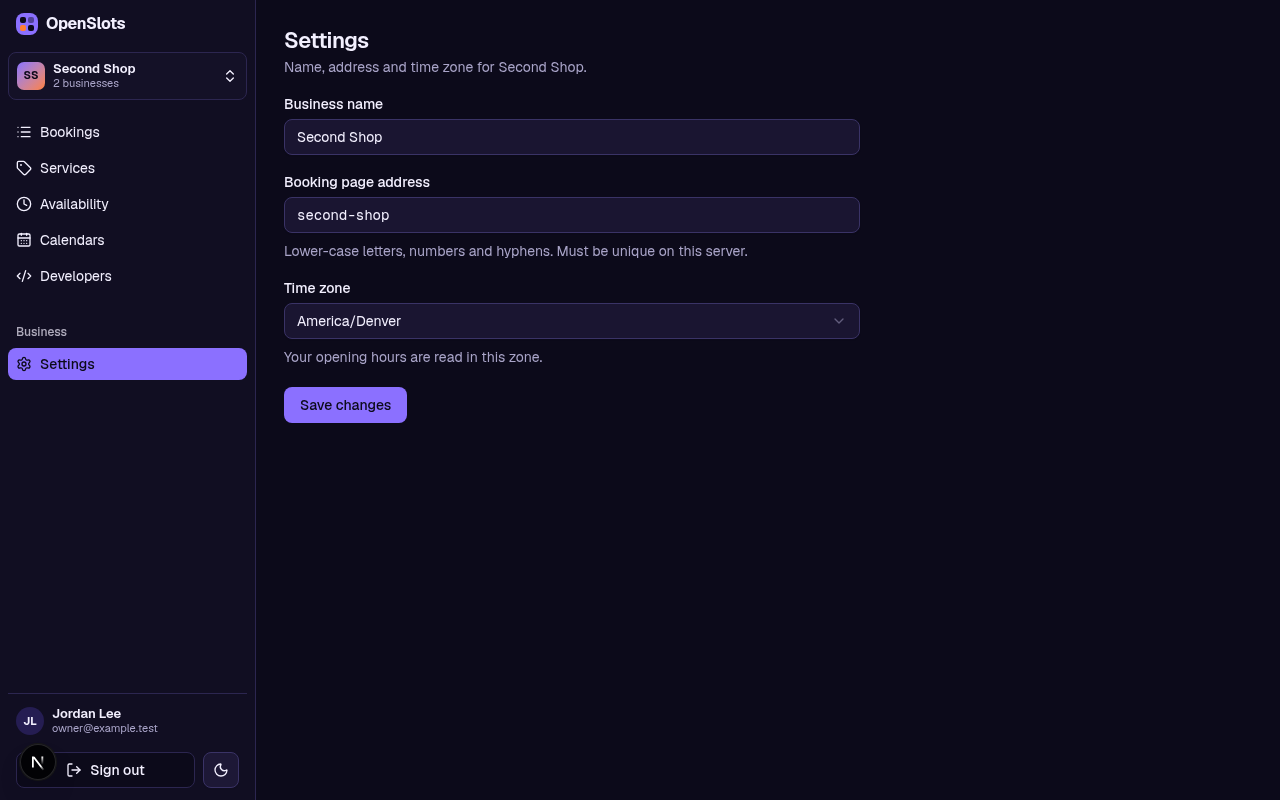 OpenSlots
SS
Second Shop
2 businesses
Bookings
Services
Availability
Calendars
Developers
Business
Settings
JL
Jordan Lee
owner@example.test
N
Sign out
Settings
Name, address and time zone for Second Shop.
Business name
Second Shop
Booking page address
second-shop
Lower-case letters, numbers and hyphens. Must be unique on this server.
Time zone
America/Denver
Your opening hours are read in this zone.
Save changes